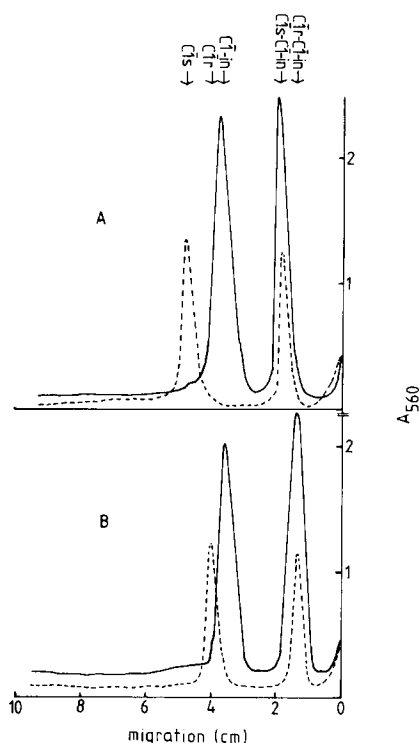 C̄1s
C̄1r
C̄1-in
C̄1s-C̄1-in
C̄1r-C̄1-in
A
2
1
A560
B
2
1
10
8
6
4
2
0
migration (cm)